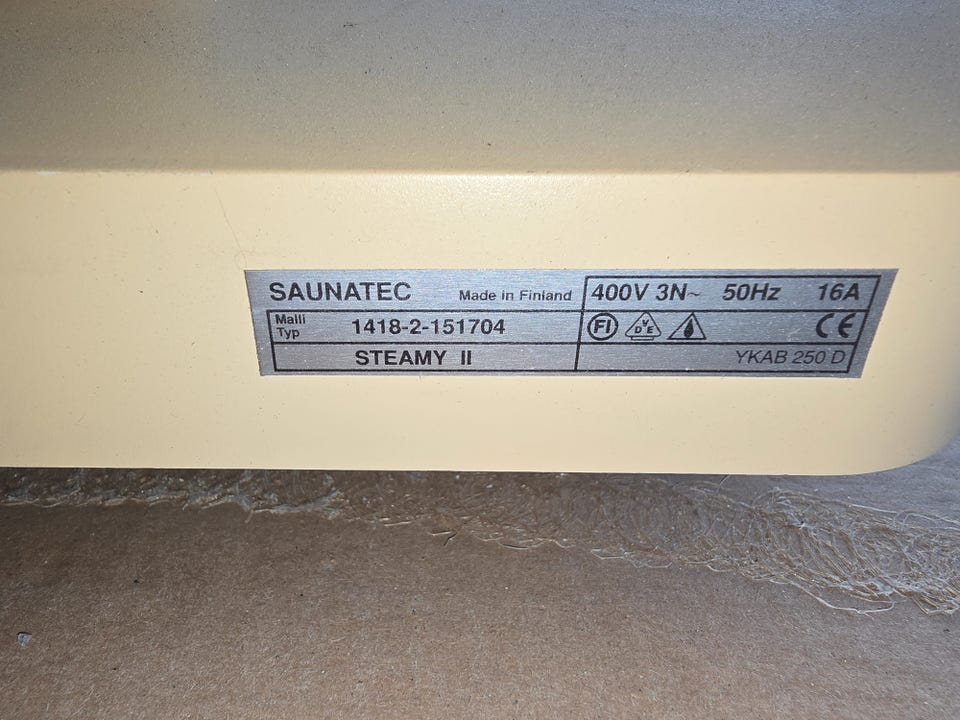 SAUNATEC Made in Finland
400V 3N~ 50Hz 16A
Malli
Typ 1418-2-151704
FI DVE CE
STEAMY II
YKAB 250 D